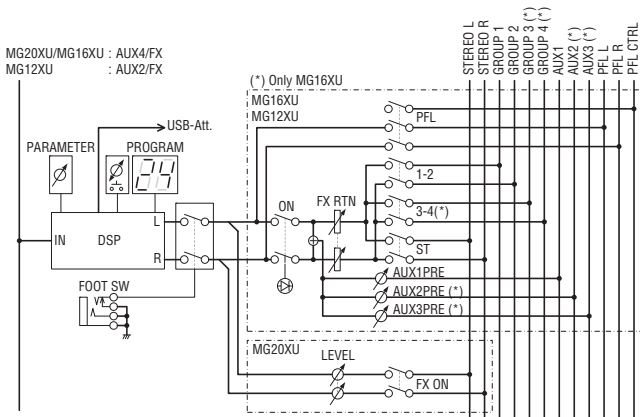 MG20XU/MG16XU : AUX4/FX
MG12XU : AUX2/FX
STEREO L
STEREO R
GROUP 1
GROUP 2
GROUP 3 (*)
GROUP 4 (*)
AUX1
AUX2 (*)
AUX3 (*)
PFL L
PFL R
PFL CTRL
(*) Only MG16XU
MG16XU
MG12XU
PFL
USB-Att.
PARAMETER
PROGRAM
24
1-2
ON
FX RTN
3-4(*)
L
IN
DSP
R
ST
FOOT SW
AUX1PRE
AUX2PRE (*)
AUX3PRE (*)
MG20XU
LEVEL
FX ON